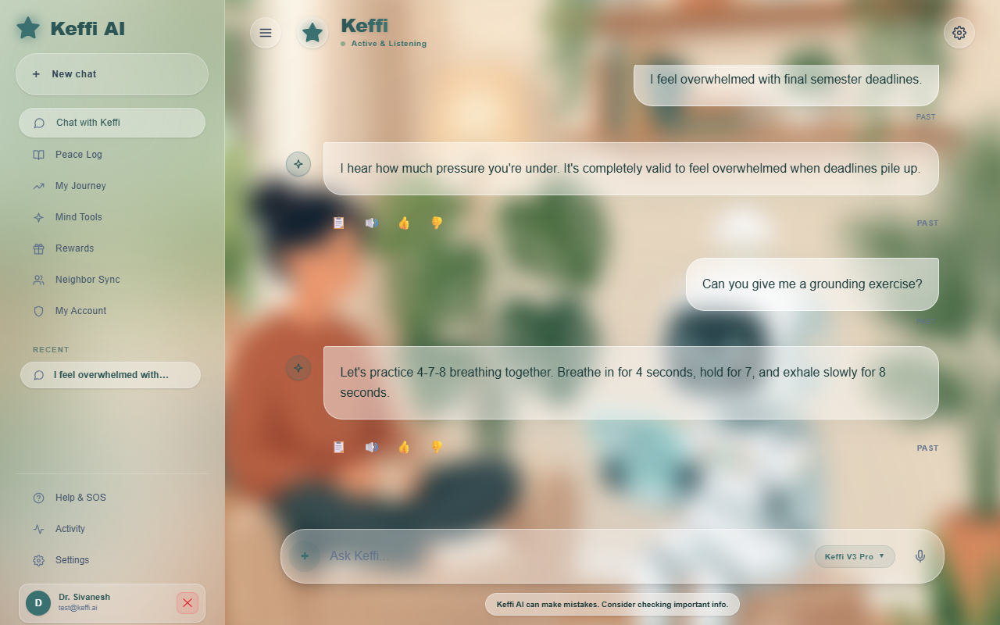 Keffi AI
+ New chat
Chat with Keffi
Peace Log
My Journey
Mind Tools
Rewards
Neighbor Sync
My Account
RECENT
I feel overwhelmed with…
Help & SOS
Activity
Settings
D
Dr. Sivanesh
test@keffi.ai
Keffi
Active & Listening
I feel overwhelmed with final semester deadlines.
PAST
I hear how much pressure you're under. It's completely valid to feel overwhelmed when deadlines pile up.
PAST
Can you give me a grounding exercise?
PAST
Let's practice 4-7-8 breathing together. Breathe in for 4 seconds, hold for 7, and exhale slowly for 8
seconds.
PAST
Ask Keffi...
Keffi V3 Pro
Keffi AI can make mistakes. Consider checking important info.